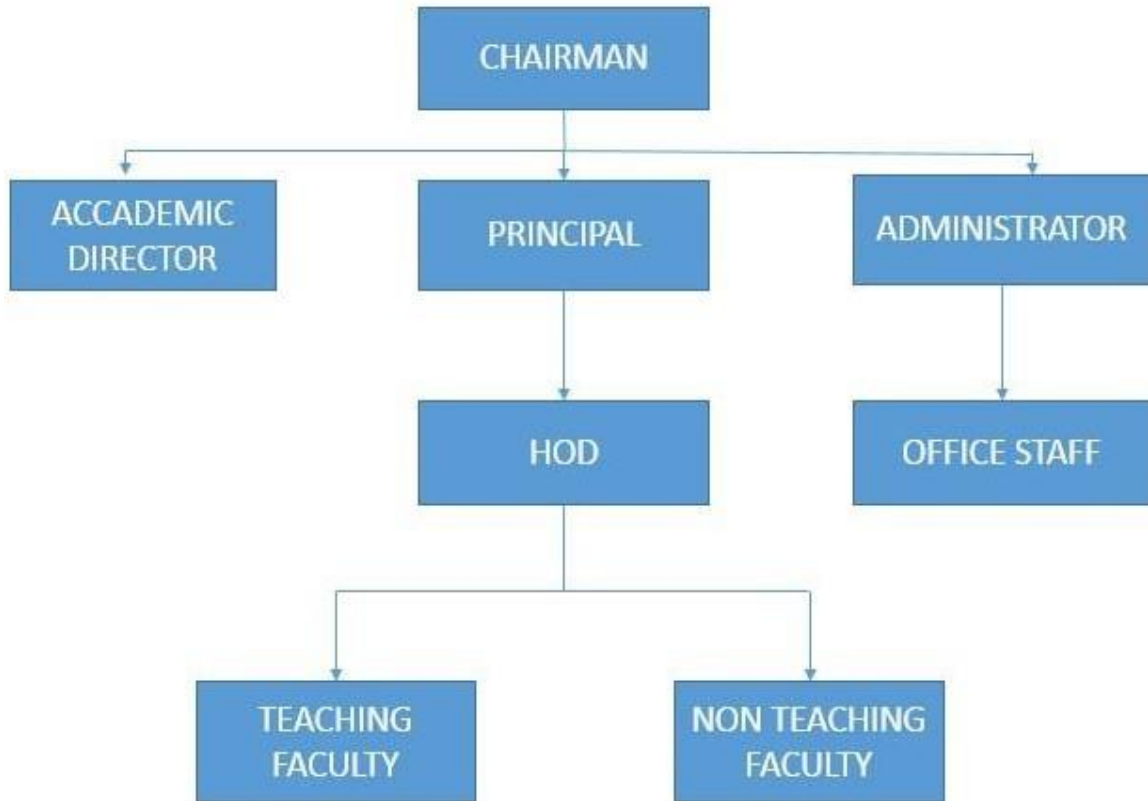 CHAIRMAN
ACCADEMIC
DIRECTOR
PRINCIPAL
ADMINISTRATOR
HOD
OFFICE STAFF
TEACHING
FACULTY
NON TEACHING
FACULTY